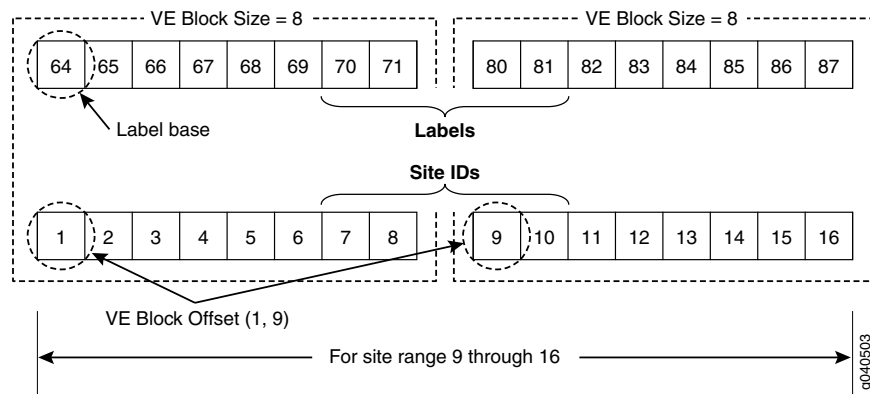 VE Block Size = 8 VE Block Size = 8
64 65 66 67 68 69 70 71 80 81 82 83 84 85 86 87
Label base
Labels
Site IDs
1 2 3 4 5 6 7 8 9 10 11 12 13 14 15 16
VE Block Offset (1, 9)
For site range 9 through 16
g040503